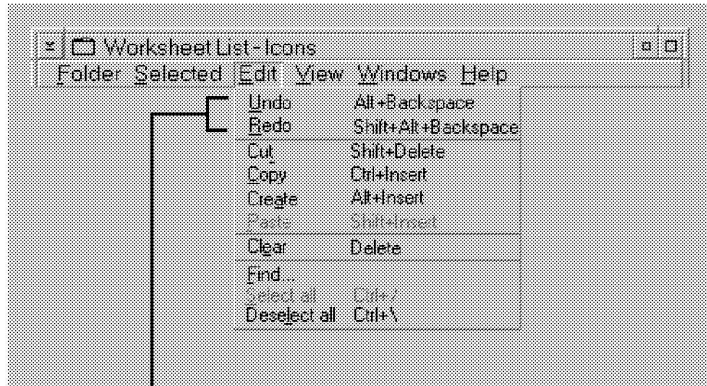 Worksheet List - Icons
Folder Selected Edit View Windows Help
Undo Alt+Backspace
Redo Shift+Alt+Backspace
Cut Shift+Delete
Copy Ctrl+Insert
Create Alt+Insert
Paste Shift+Insert
Clear Delete
Find...
Select all Ctrl+/
Deselect all Ctrl+\